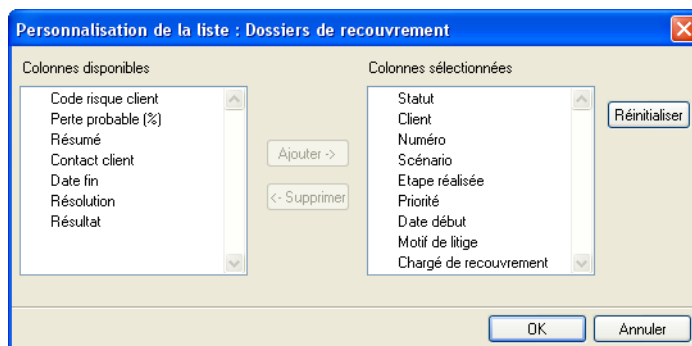 Personnalisation de la liste : Dossiers de recouvrement
Colonnes disponibles
Code risque client
Perte probable (%)
Résumé
Contact client
Date fin
Résolution
Résultat
Ajouter ->
<- Supprimer
Colonnes sélectionnées
Statut
Client
Numéro
Scénario
Etape réalisée
Priorité
Date début
Motif de litige
Chargé de recouvrement
Réinitialiser
OK
Annuler